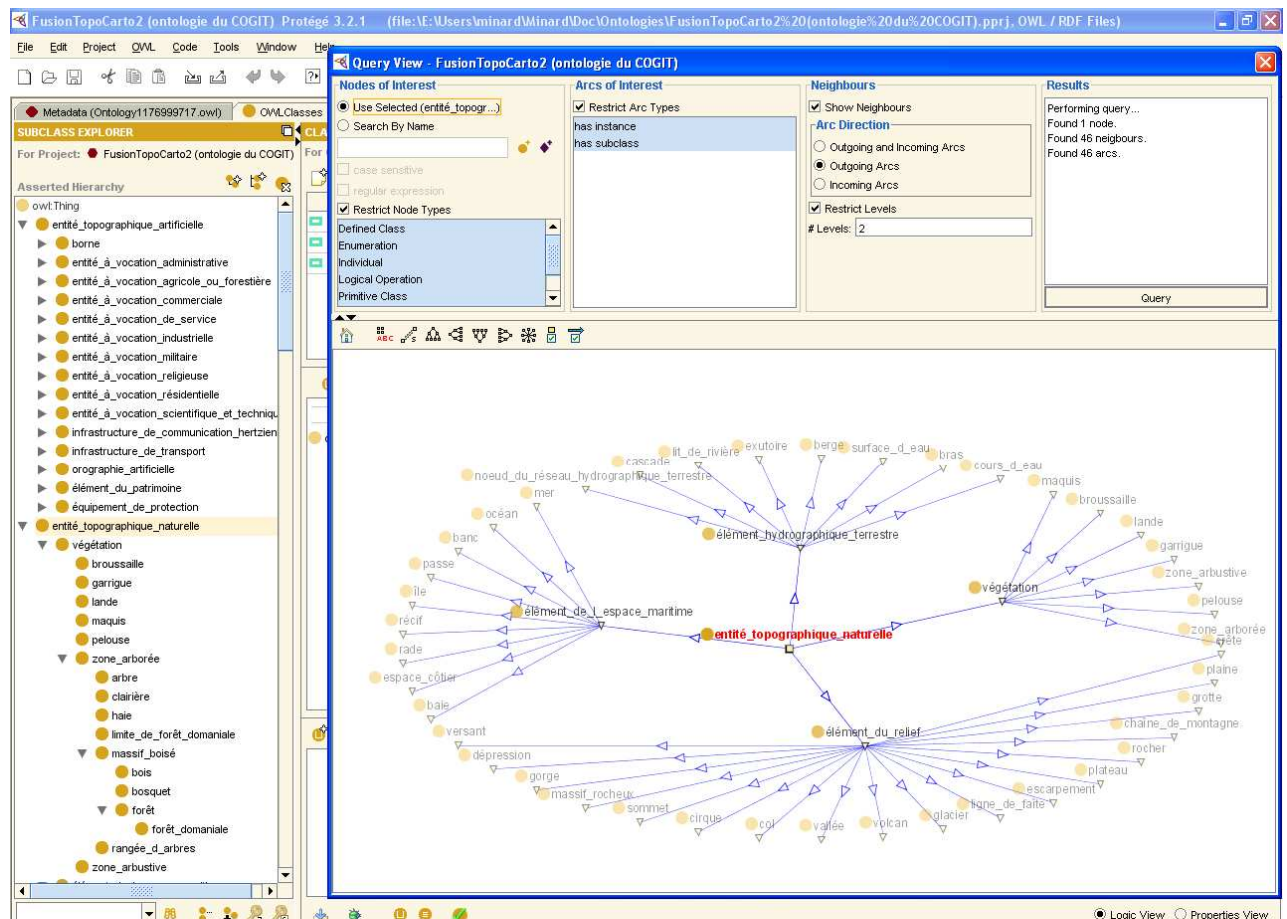 FusionTopoCarto2 (ontologie du COGIT) Protégé 3.2.1 (file:\E:\Users\minard\Minard\Doc\Ontologies\FusionTopoCarto2%20(ontologie%20du%20COGIT).pprj, OWL / RDF Files)
File Edit Project OWL Code Tools Window Help
Metadata (Ontology1176999717.owl) OWLClasses
SUBCLASS EXPLORER
For Project: FusionTopoCarto2 (ontologie du COGIT)
Asserted Hierarchy
owl:Thing
entité_topographique_artificielle
borne
entité_à_vocation_administrative
entité_à_vocation_agricole_ou_forestière
entité_à_vocation_commerciale
entité_à_vocation_de_service
entité_à_vocation_industrielle
entité_à_vocation_militaire
entité_à_vocation_religieuse
entité_à_vocation_résidentielle
entité_à_vocation_scientifique_et_techniqu
infrastructure_de_communication_hertzien
infrastructure_de_transport
orographie_artificielle
élément_du_patrimoine
équipement_de_protection
entité_topographique_naturelle
végétation
broussaille
garrigue
lande
maquis
pelouse
zone_arborée
arbre
clairière
haie
limite_de_forêt_domaniale
massif_boisé
bois
bosquet
forêt
forêt_domaniale
rangée_d_arbres
zone_arbustive
CLA
For
Query View - FusionTopoCarto2 (ontologie du COGIT)
Nodes of Interest
Use Selected (entité_topogr...)
Search By Name
case sensitive
regular expression
Restrict Node Types
Defined Class
Enumeration
Individual
Logical Operation
Primitive Class
Arcs of Interest
Restrict Arc Types
has instance
has subclass
Neighbours
Show Neighbours
Arc Direction
Outgoing and Incoming Arcs
Outgoing Arcs
Incoming Arcs
Restrict Levels
# Levels: 2
Results
Performing query...
Found 1 node.
Found 46 neigbours.
Found 46 arcs.
Query
ABC S
lit_de_rivière exutoire berge surface_d_eau bras
cascade cours_d_eau
noeud_du_réseau_hydrographique_terrestre maquis
mer broussaille
océan lande
élément_hydrographique_terrestre
banc garrigue
passe zone_arbustive
île végétation pelouse
élément_de_l_espace_maritime
récif
entité_topographique_naturelle zone_arborée
rade crête
espace_côtier plaine
baie grotte
versant élément_du_relief chaine_de_montagne
dépression rocher
gorge plateau
massif_rocheux escarpement
sommet ligne_de_faite
cirque col vallée volcan glacier
Logic View Properties View